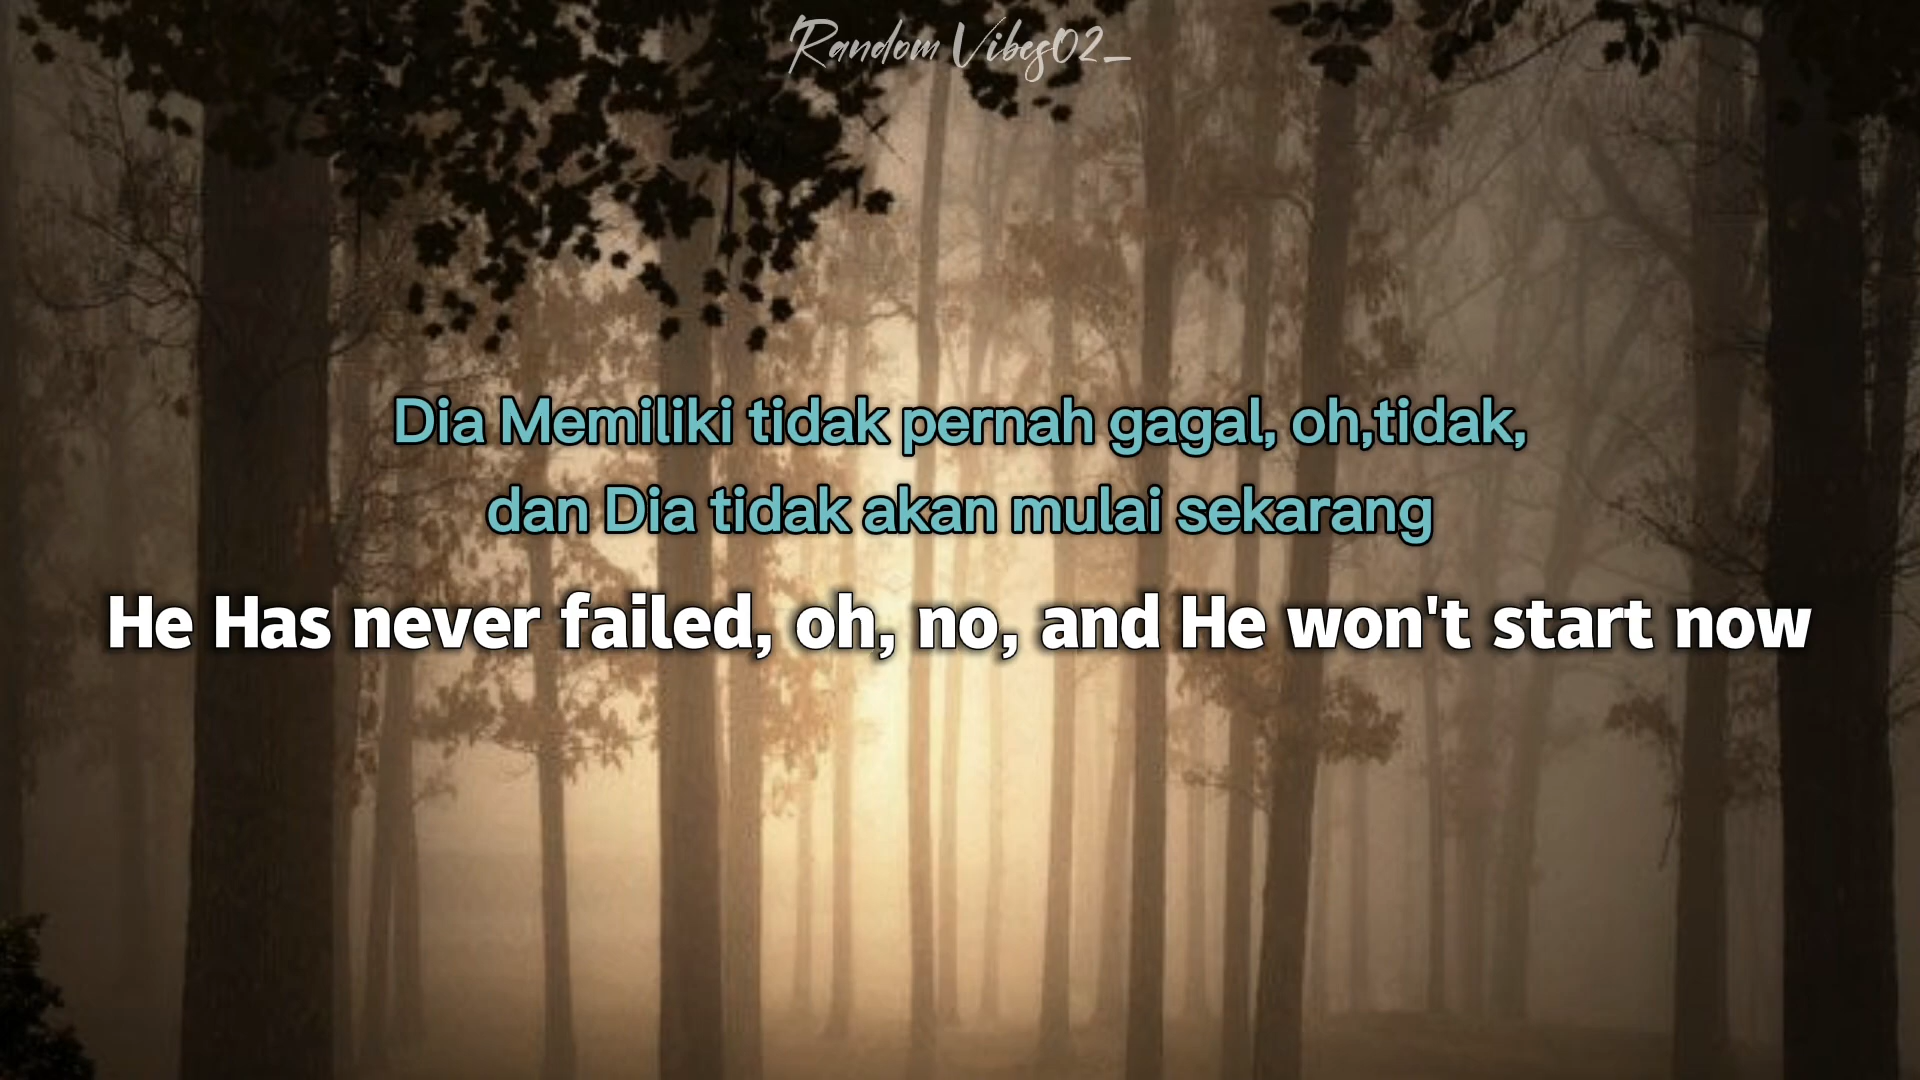 Random Vibes02_
Dia Memiliki tidak pernah gagal, oh,tidak,
dan Dia tidak akan mulai sekarang
He Has never failed, oh, no, and He won't start now